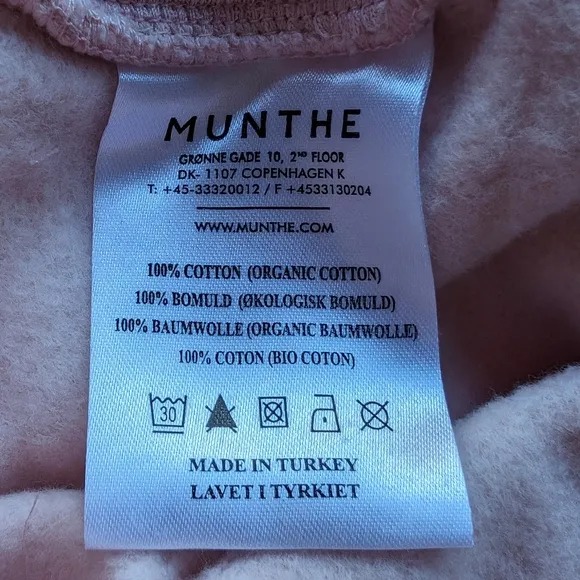 MUNTHE
GRØNNE GADE 10, 2ND FLOOR
DK- 1107 COPENHAGEN K
T: +45-33320012 / F +4533130204
WWW.MUNTHE.COM
100% COTTON (ORGANIC COTTON)
100% BOMULD (ØKOLOGISK BOMULD)
100% BAUMWOLLE (ORGANIC BAUMWOLLE)
100% COTON (BIO COTON)
30
MADE IN TURKEY
LAVET I TYRKIET